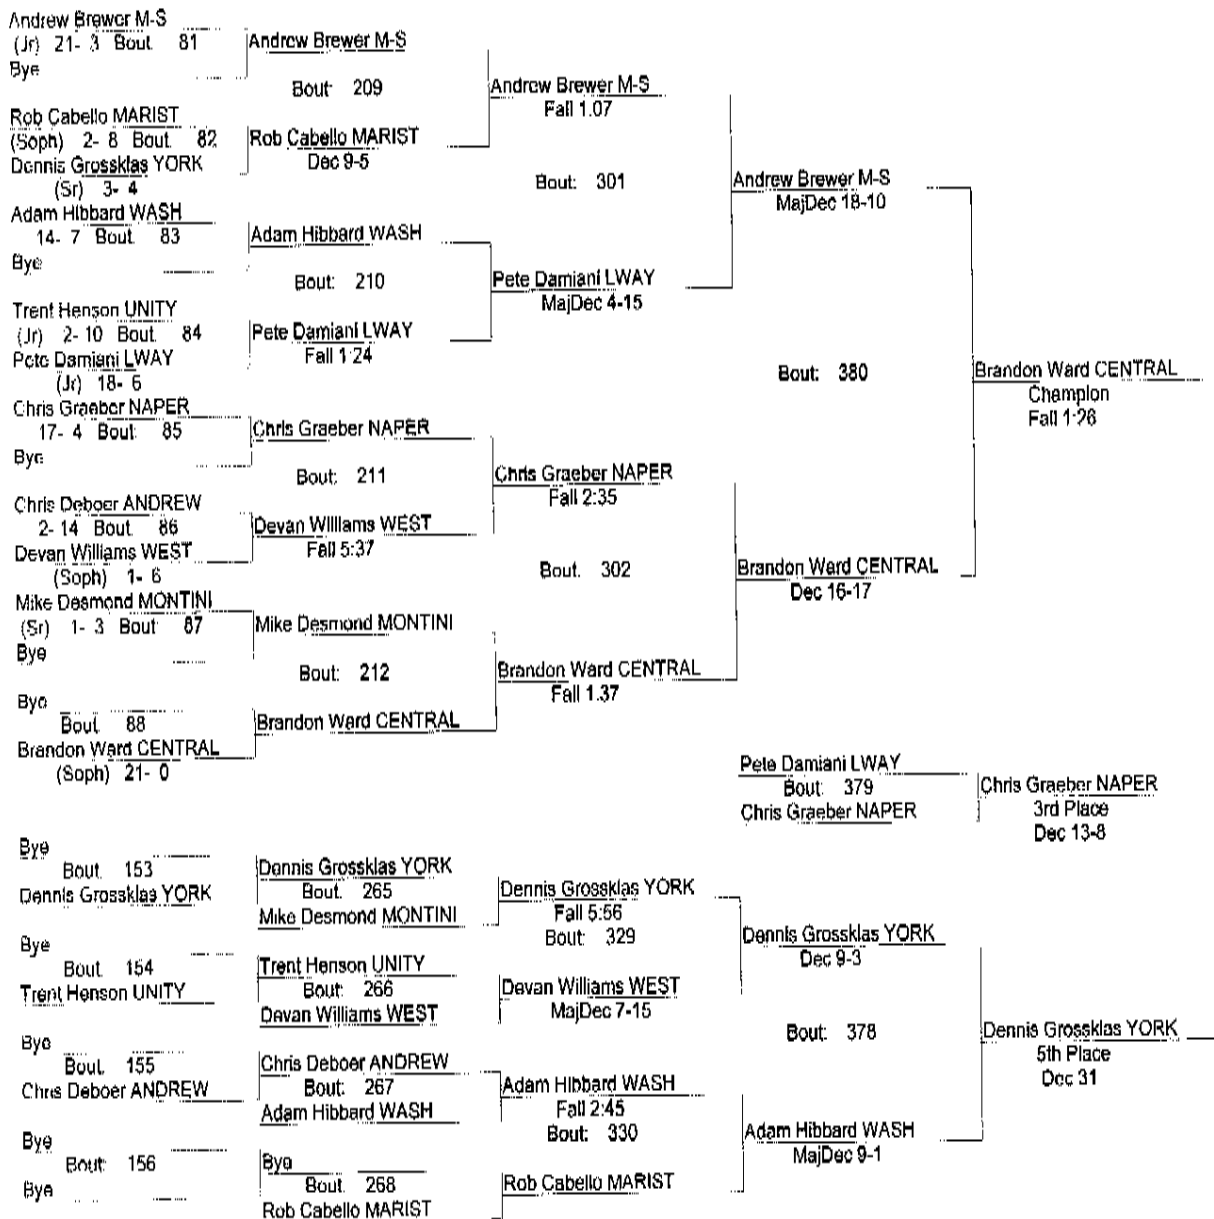 Andrew Brewer M-S
(Jr) 21- 3 Bout 81
Bye
Andrew Brewer M-S
Bout: 209
Andrew Brewer M-S
Fall 1.07
Rob Cabello MARIST
(Soph) 2- 8 Bout 82
Dennis Grossklas YORK
(Sr) 3- 4
Rob Cabello MARIST
Dec 9-5
Bout: 301
Andrew Brewer M-S
MajDec 18-10
Adam Hibbard WASH
14- 7 Bout 83
Bye
Adam Hibbard WASH
Bout: 210
Pete Damiani LWAY
MajDec 4-15
Trent Henson UNITY
(Jr) 2- 10 Bout 84
Pete Damiani LWAY
(Jr) 18- 6
Pete Damiani LWAY
Fall 1:24
Bout: 380
Brandon Ward CENTRAL
Champion
Fall 1:26
Chris Graeber NAPER
17- 4 Bout 85
Bye
Chris Graeber NAPER
Bout: 211
Chris Graeber NAPER
Fall 2:35
Chris Deboer ANDREW
2- 14 Bout 86
Devan Williams WEST
(Soph) 1- 6
Devan Williams WEST
Fall 5:37
Bout. 302
Brandon Ward CENTRAL
Dec 16-17
Mike Desmond MONTINI
(Sr) 1- 3 Bout 87
Bye
Mike Desmond MONTINI
Bout: 212
Brandon Ward CENTRAL
Fall 1.37
Bye
Bout 88
Brandon Ward CENTRAL
(Soph) 21- 0
Brandon Ward CENTRAL
Pete Damiani LWAY
Bout: 379
Chris Graeber NAPER
Chris Graeber NAPER
3rd Place
Dec 13-8
Bye
Bout. 153
Dennis Grossklas YORK
Dennis Grossklas YORK
Bout: 265
Mike Desmond MONTINI
Dennis Grossklas YORK
Fall 5:56
Bout: 329
Dennis Grossklas YORK
Dec 9-3
Bye
Bout. 154
Trent Henson UNITY
Trent Henson UNITY
Bout: 266
Devan Williams WEST
Devan Williams WEST
MajDec 7-15
Bout: 378
Dennis Grossklas YORK
5th Place
Dec 31
Bye
Bout. 155
Chris Deboer ANDREW
Chris Deboer ANDREW
Bout: 267
Adam Hibbard WASH
Adam Hibbard WASH
Fall 2:45
Bout: 330
Adam Hibbard WASH
MajDec 9-1
Bye
Bout: 156
Bye
Bye
Bout. 268
Rob Cabello MARIST
Rob Cabello MARIST